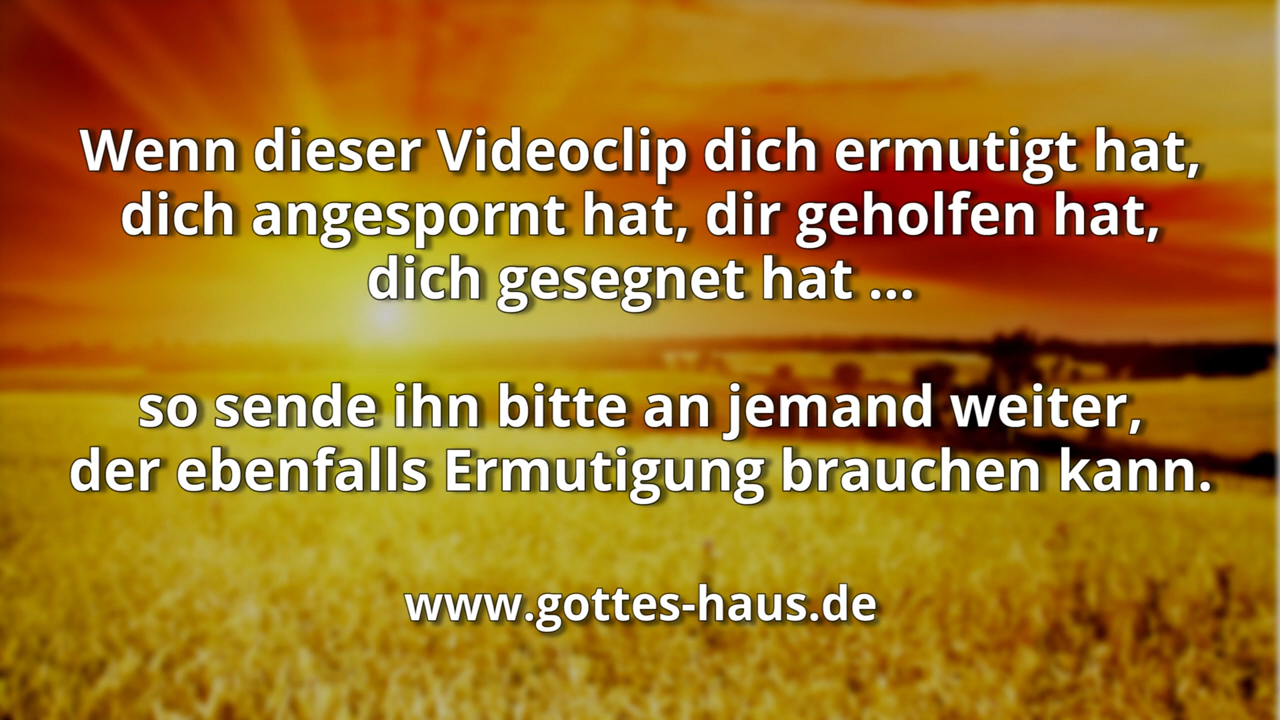 Wenn dieser Videoclip dich ermutigt hat,
dich angespornt hat, dir geholfen hat,
dich gesegnet hat ...
so sende ihn bitte an jemand weiter,
der ebenfalls Ermutigung brauchen kann.
www.gottes-haus.de